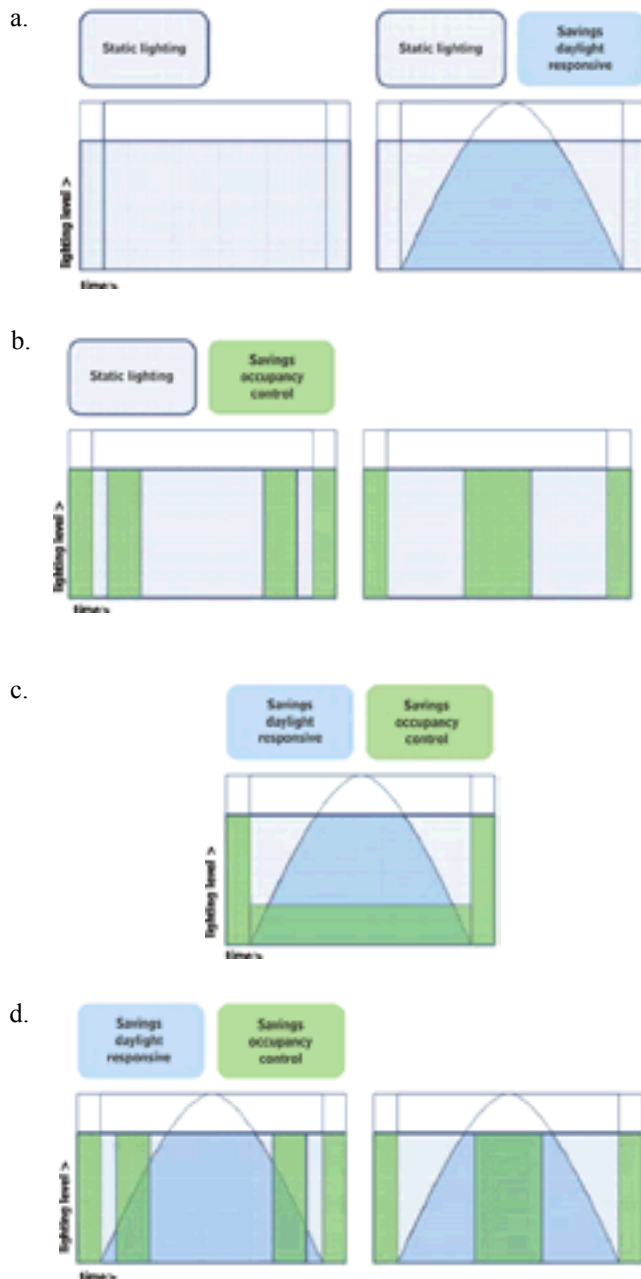 a.
Static lighting
Static lighting
Savings
daylight
responsive
lighting level >
time>
b.
Static lighting
Savings
occupancy
control
lighting level >
time>
c.
Savings
daylight
responsive
Savings
occupancy
control
lighting level >
time>
d.
Savings
daylight
responsive
Savings
occupancy
control
lighting level >
time>